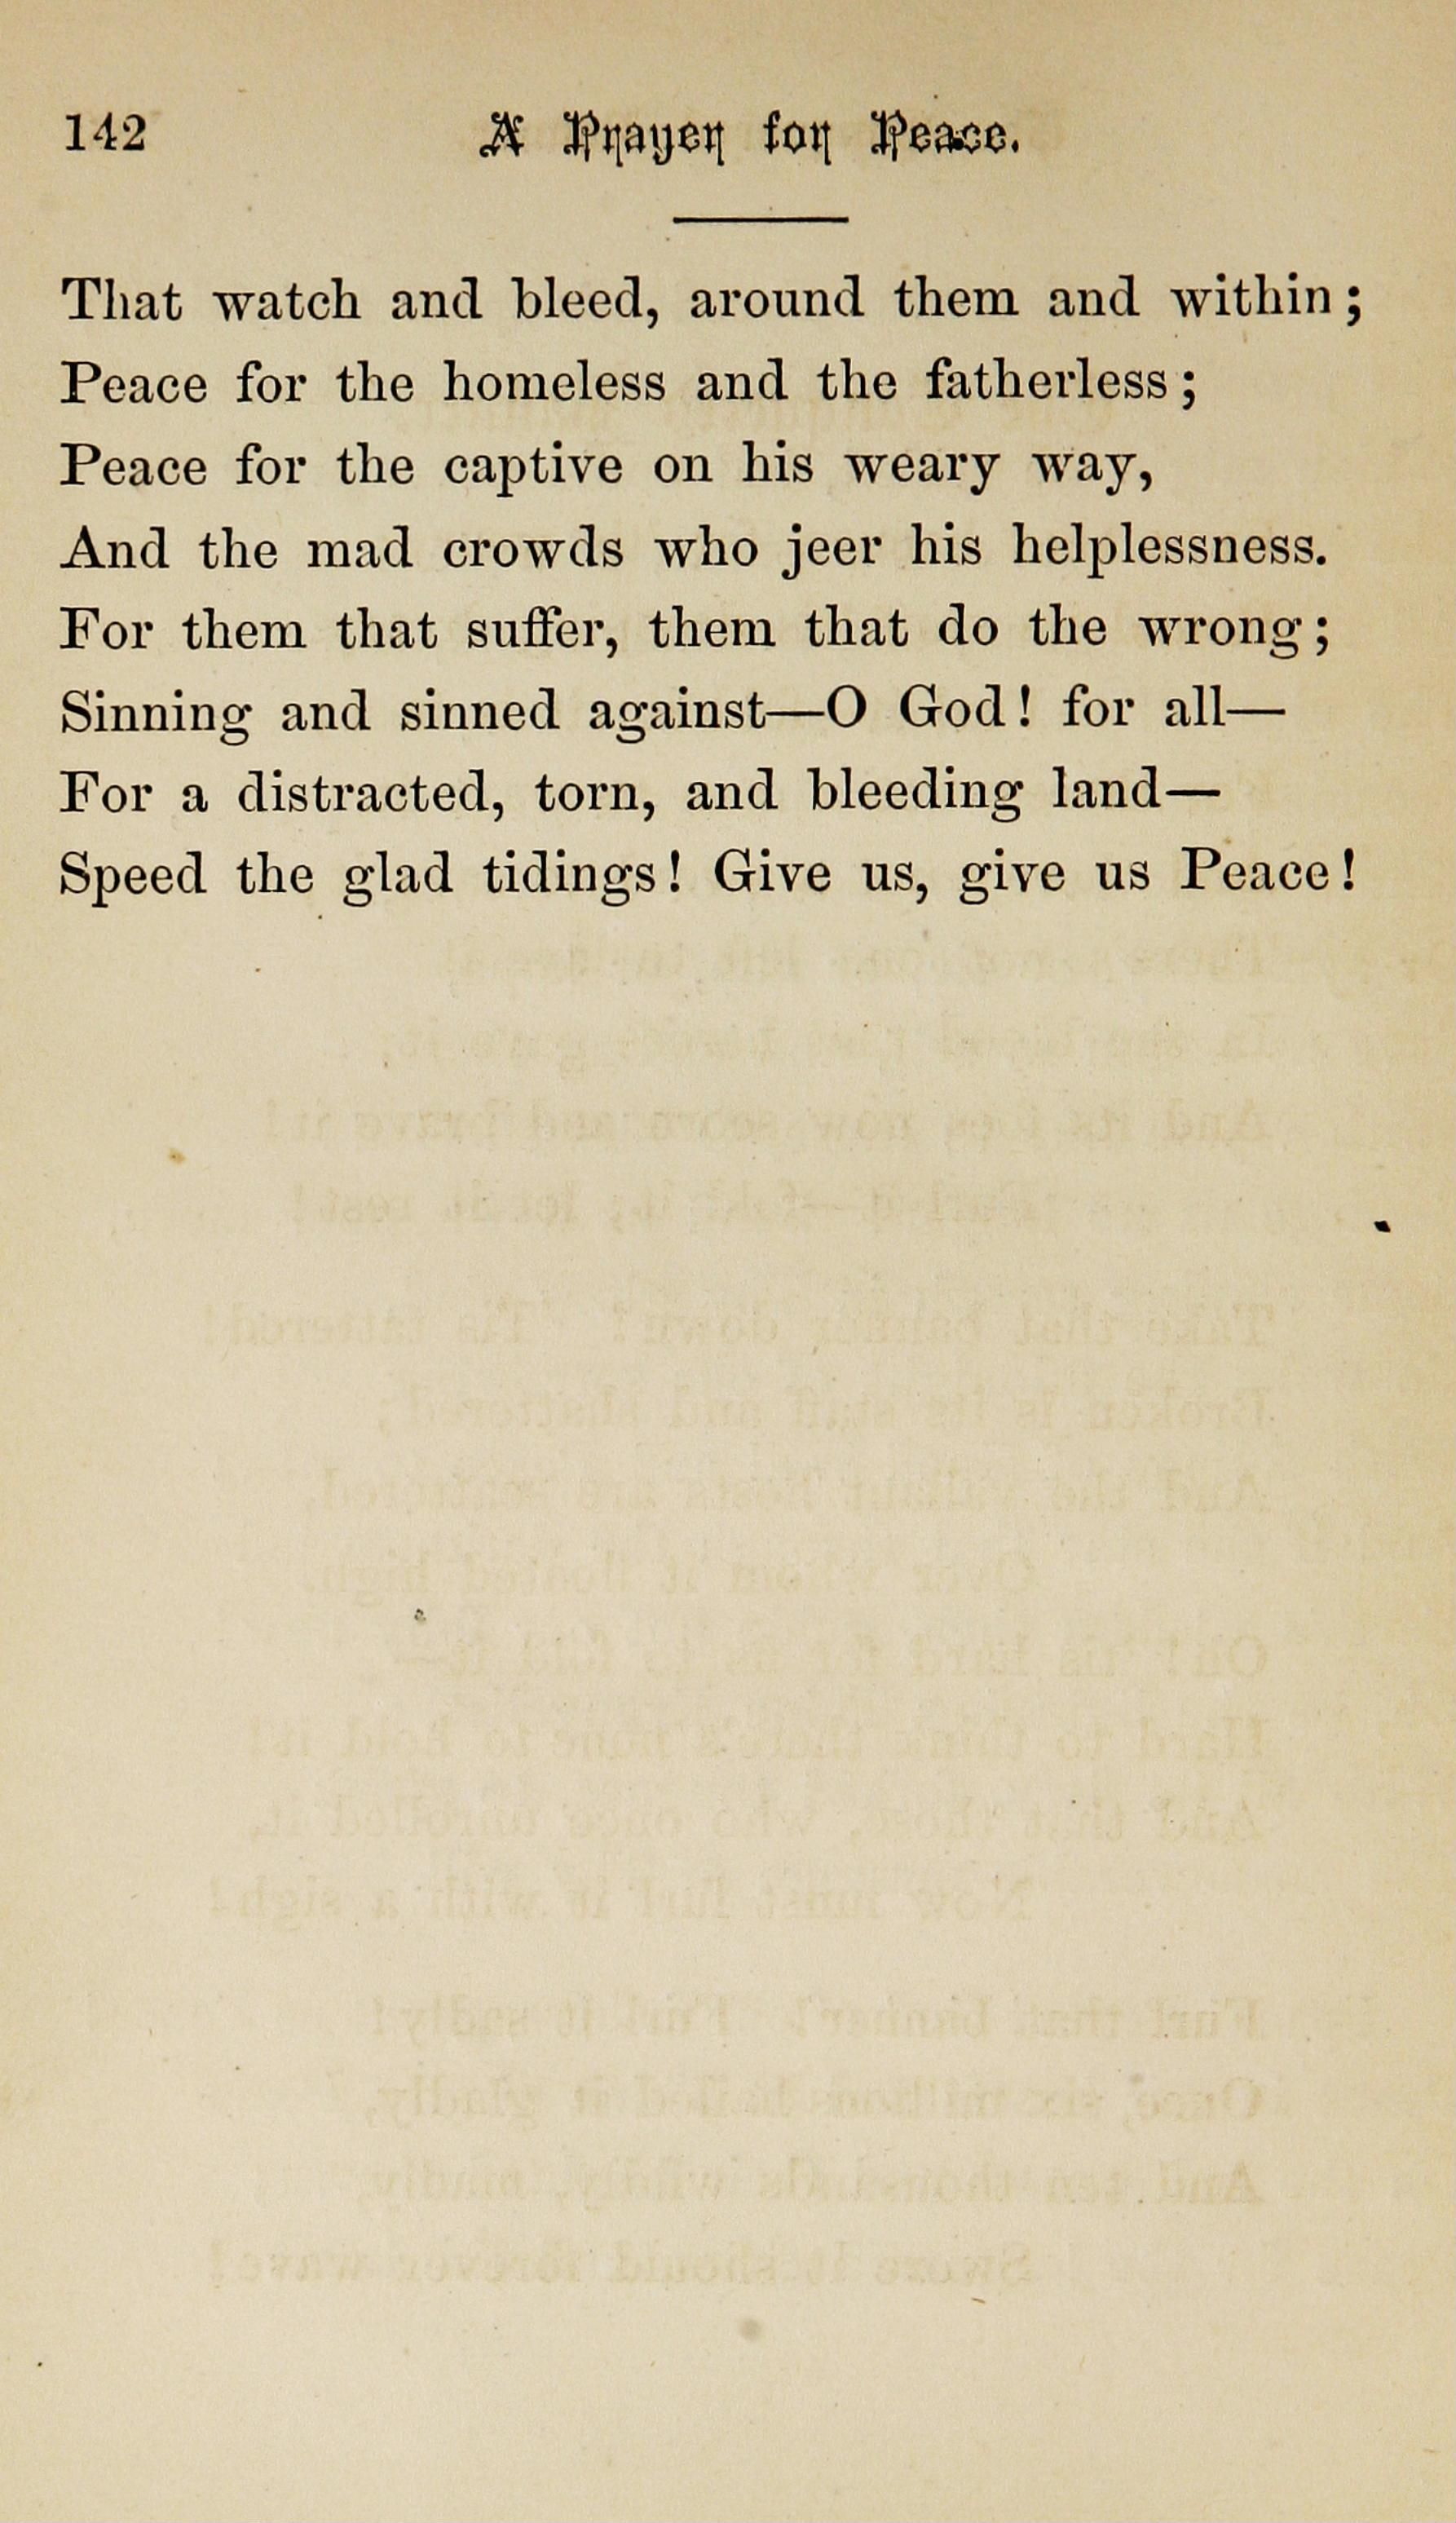 142 A Prayer for Peace.
That watch and bleed, around them and within;
Peace for the homeless and the fatherless;
Peace for the captive on his weary way,
And the mad crowds who jeer his helplessness.
For them that suffer, them that do the wrong;
Sinning and sinned against—O God! for all—
For a distracted, torn, and bleeding land—
Speed the glad tidings! Give us, give us Peace!